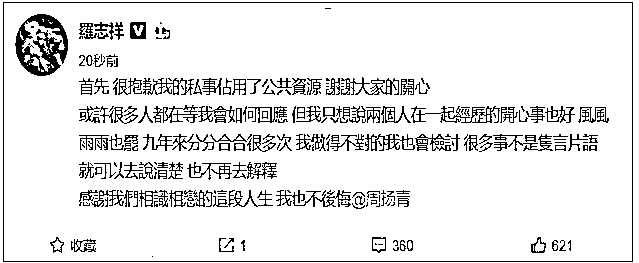 羅志祥
20秒前
首先 很抱歉我的私事佔用了公共資源 謝謝大家的開心
或許很多人都在等我會如何回應 但我只想說兩個人在一起經歷的開心事也好 風風
雨雨也罷 九年來分分合合很多次 我做得不對的我也會檢討 很多事不是隻言片語
就可以去說清楚 也不再去解釋
感謝我們相識相戀的這段人生 我也不後悔@周扬青
收藏 1 360 621